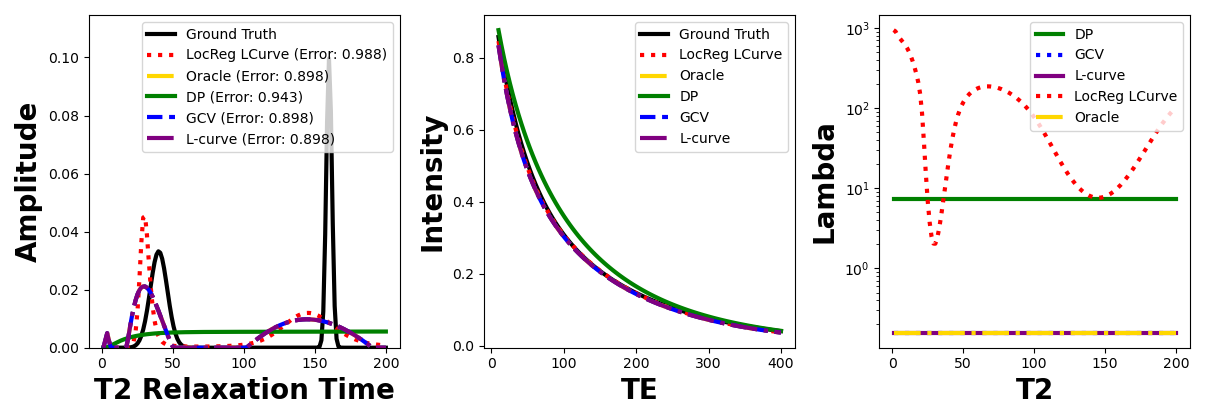 Amplitude
0.00
0.02
0.04
0.06
0.08
0.10
0
50
100
150
200
T2 Relaxation Time
Ground Truth
LocReg LCurve (Error: 0.988)
Oracle (Error: 0.898)
DP (Error: 0.943)
GCV (Error: 0.898)
L-curve (Error: 0.898)
Intensity
0.0
0.2
0.4
0.6
0.8
0
100
200
300
400
TE
Ground Truth
LocReg LCurve
Oracle
DP
GCV
L-curve
Lambda
10³
10²
10¹
10⁰
0
50
100
150
200
T2
DP
GCV
L-curve
LocReg LCurve
Oracle